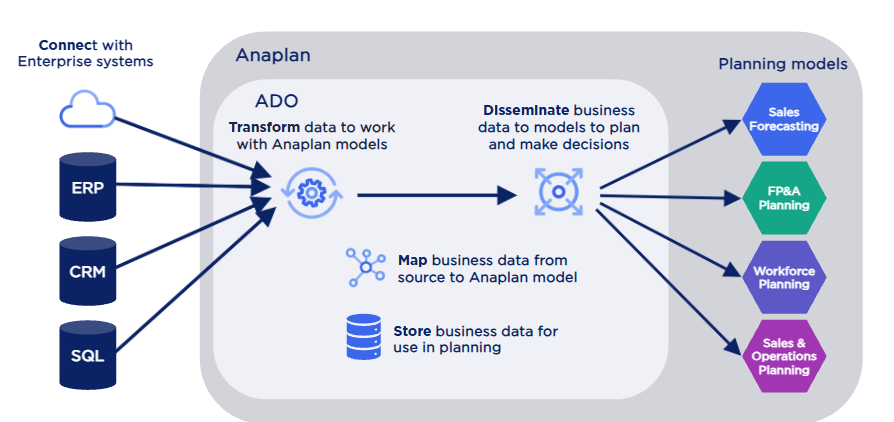 Connect with
Enterprise systems
ERP
CRM
SQL
Anaplan
ADO
Transform data to work
with Anaplan models
Disseminate business
data to models to plan
and make decisions
Map business data from
source to Anaplan model
Store business data for
use in planning
Planning models
Sales
Forecasting
FP&A
Planning
Workforce
Planning
Sales &
Operations
Planning